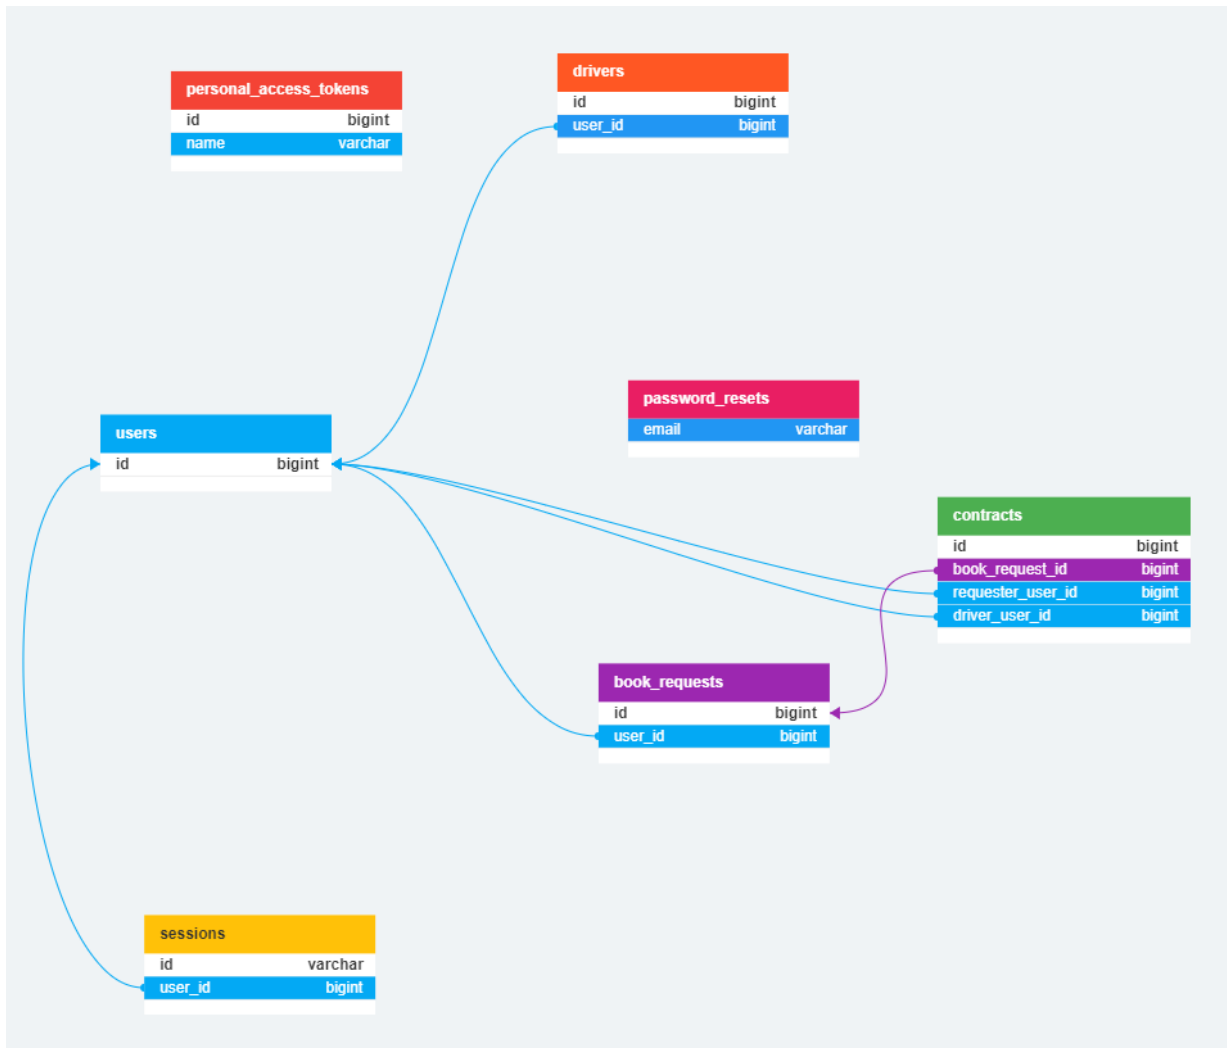 drivers
id bigint
user_id bigint
personal_access_tokens
id bigint
name varchar
password_resets
email varchar
users
id bigint
contracts
id bigint
book_request_id bigint
requester_user_id bigint
driver_user_id bigint
book_requests
id bigint
user_id bigint
sessions
id varchar
user_id bigint